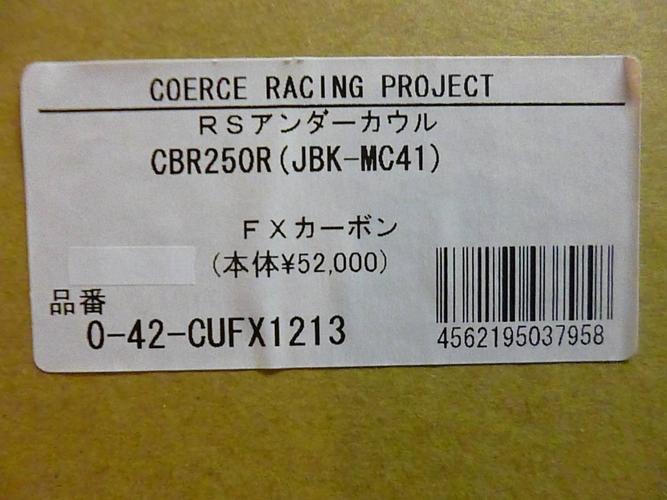 COERCE RACING PROJECT
RSアンダーカウル
CBR250R(JBK-MC41)
FXカーボン
(本体¥52,000)
品番
0-42-CUFX1213
4562195037958